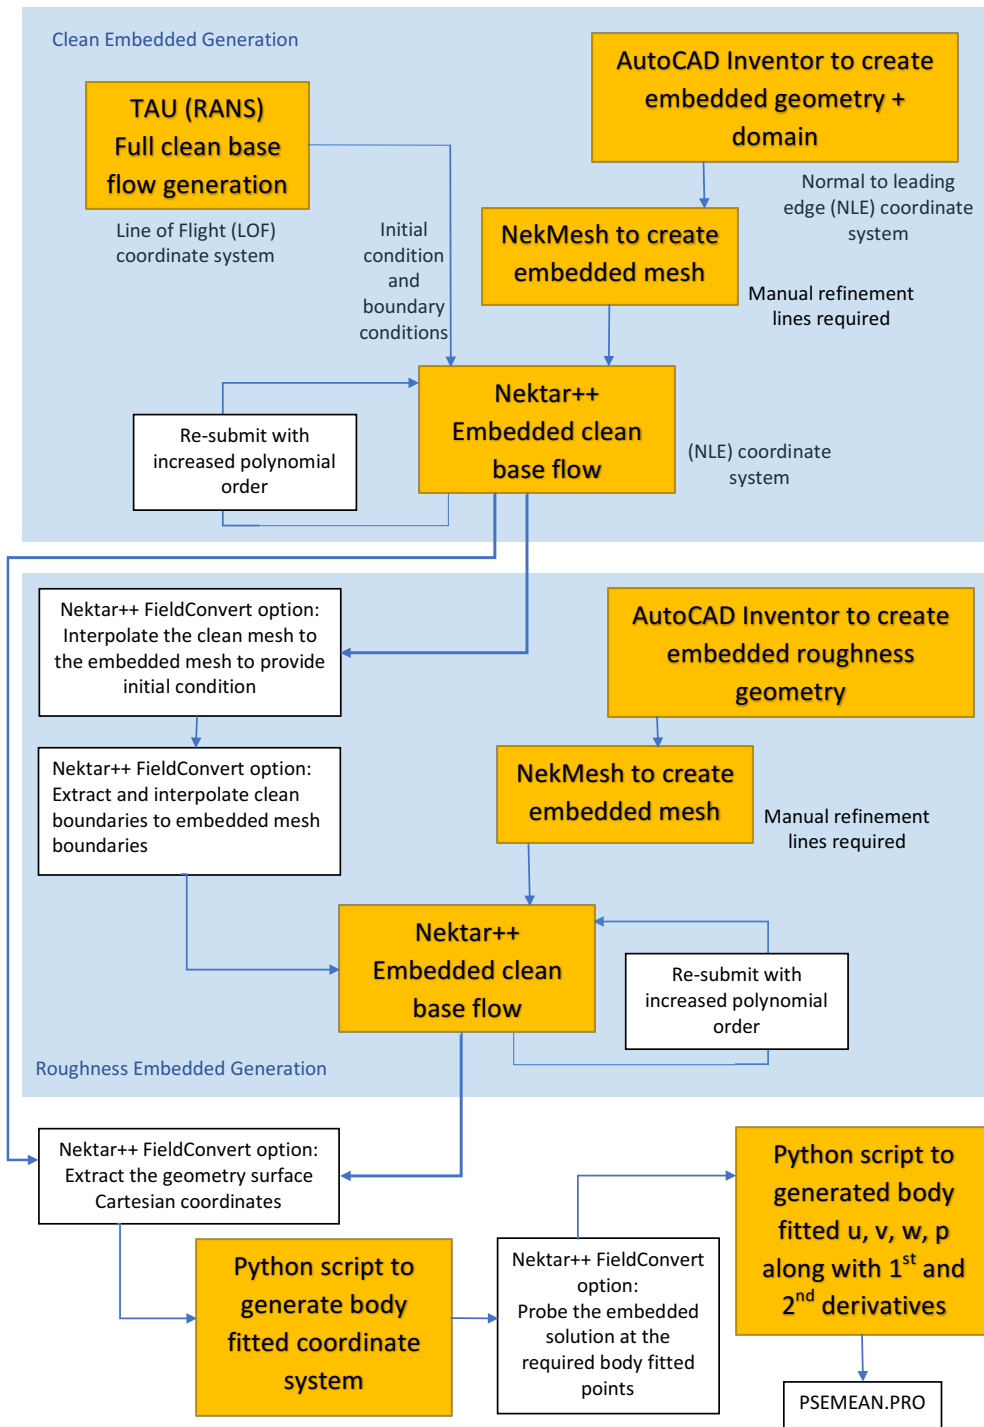 Clean Embedded Generation
TAU (RANS)
Full clean base
flow generation
Line of Flight (LOF)
coordinate system
AutoCAD Inventor to create
embedded geometry +
domain
Normal to leading
edge (NLE) coordinate
system
Initial
condition
and
boundary
conditions
NekMesh to create
embedded mesh
Manual refinement
lines required
Re-submit with
increased polynomial
order
Nektar++
Embedded clean
base flow
(NLE) coordinate
system
Nektar++ FieldConvert option:
Interpolate the clean mesh to
the embedded mesh to provide
initial condition
AutoCAD Inventor to create
embedded roughness
geometry
Nektar++ FieldConvert option:
Extract and interpolate clean
boundaries to embedded mesh
boundaries
NekMesh to create
embedded mesh
Manual refinement
lines required
Nektar++
Embedded clean
base flow
Re-submit with
increased polynomial
order
Roughness Embedded Generation
Nektar++ FieldConvert option:
Extract the geometry surface
Cartesian coordinates
Python script to
generate body
fitted coordinate
system
Nektar++ FieldConvert
option:
Probe the embedded
solution at the
required body fitted
points
Python script to
generated body
fitted u, v, w, p
along with 1st and
2nd derivatives
PSEMEAN.PRO